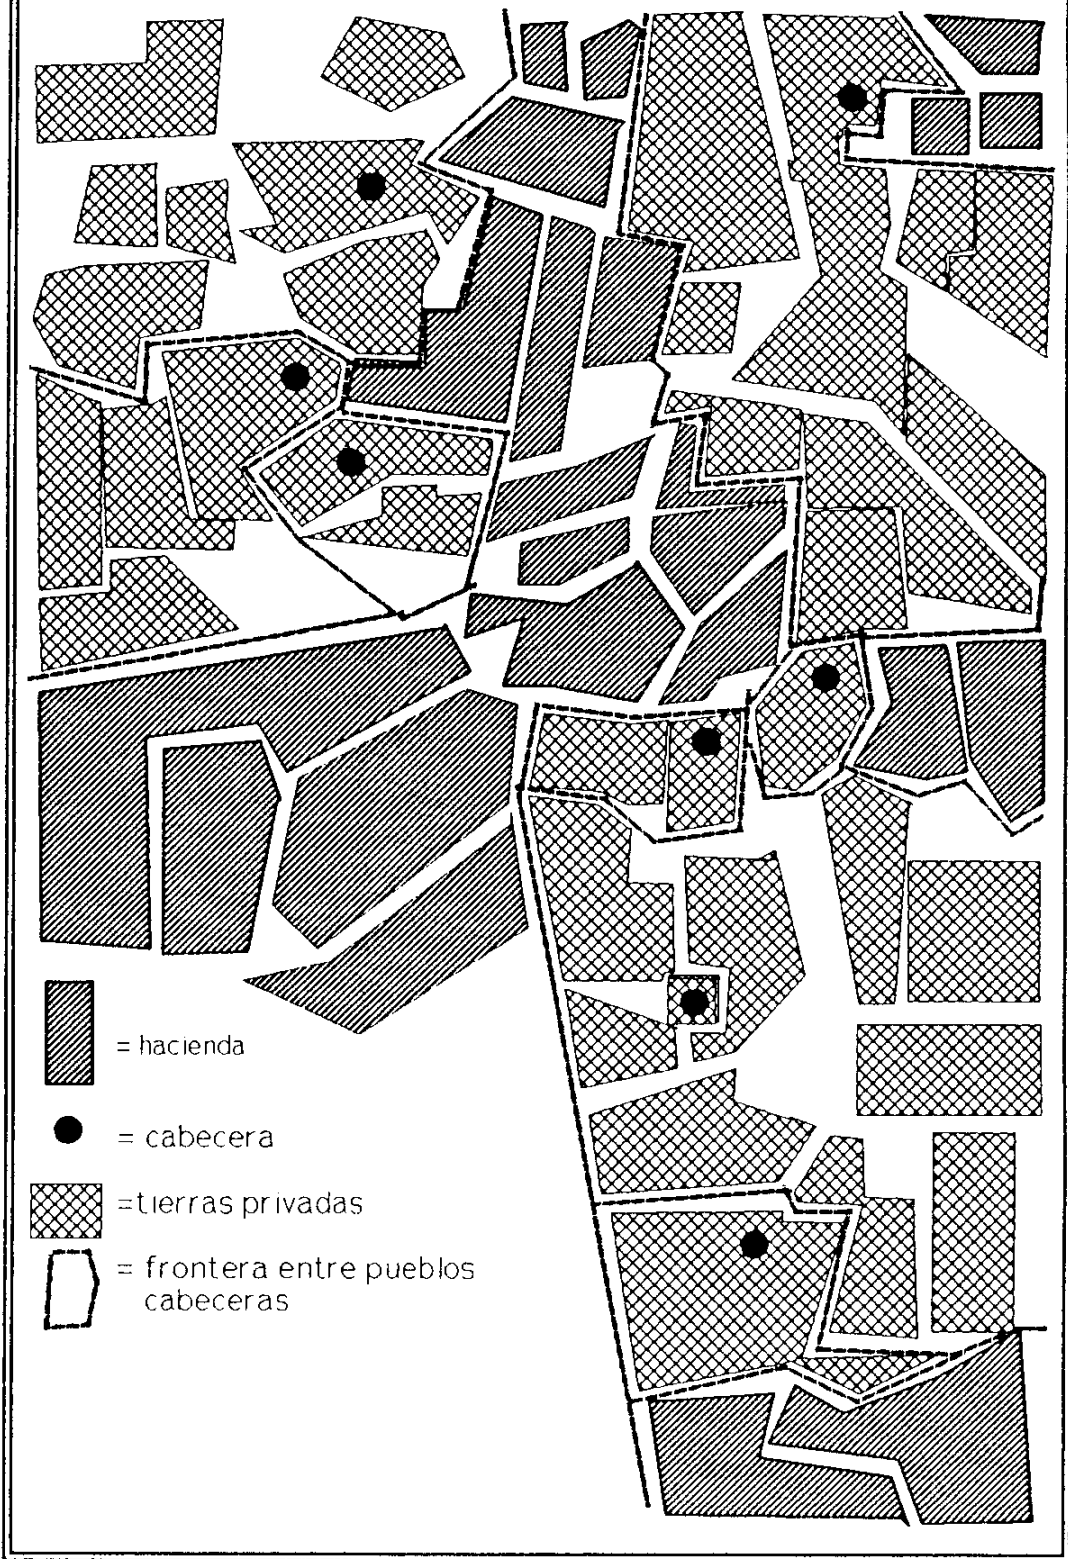 = hacienda
= cabecera
=tierras privadas
= frontera entre pueblos
cabeceras